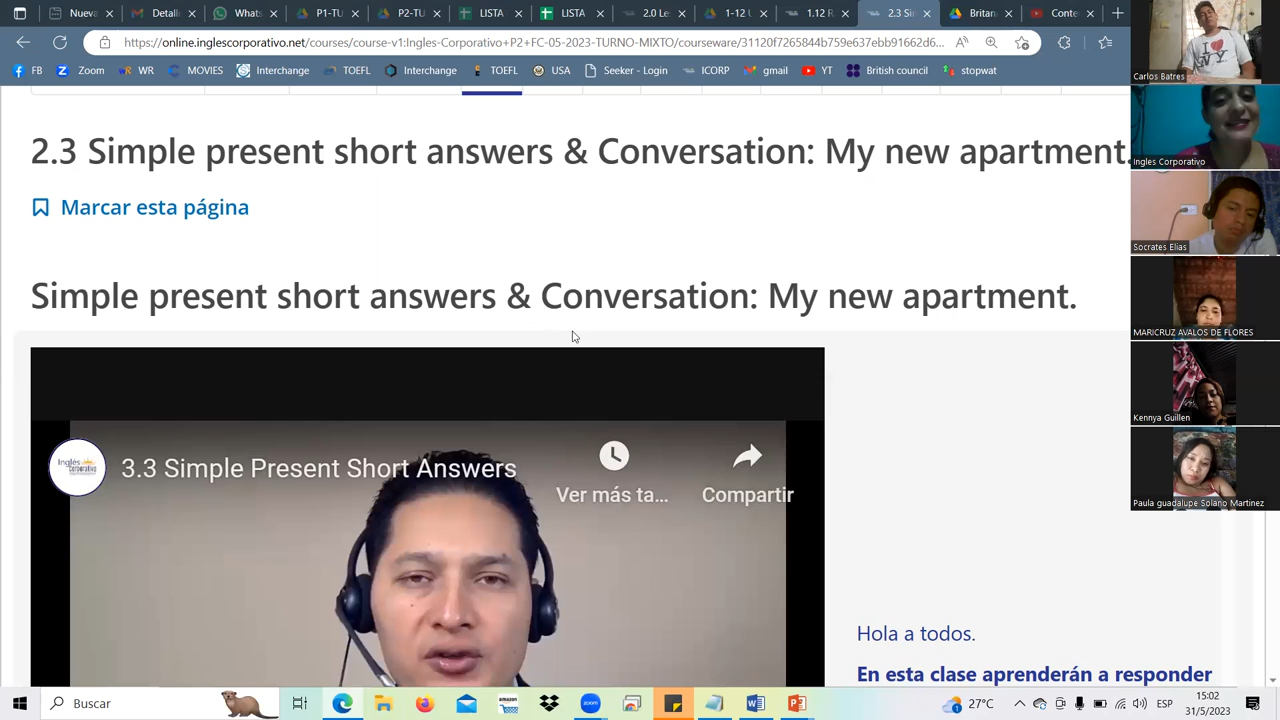 Nueva
Detall
Whats
P1-TU
P2-TU
LISTA
LISTA
2.0 Le
1-12 U
1.12 R
2.3 Sin
Britan
Conte
https://online.inglescorporativo.net/courses/course-v1:Ingles-Corporativo+P2+FC-05-2023-TURNO-MIXTO/courseware/31120f7265844b759e637ebb91662d6...
FB
Zoom
WR
MOVIES
Interchange
TOEFL
Interchange
TOEFL
USA
Seeker - Login
ICORP
gmail
YT
British council
stopwat
2.3 Simple present short answers & Conversation: My new apartment.
Marcar esta página
Simple present short answers & Conversation: My new apartment.
Inglés
Corporativo
3.3 Simple Present Short Answers
Ver más ta...
Compartir
Hola a todos.
En esta clase aprenderán a responder
I NY
Carlos Batres
Ingles Corporativo
Socrates Elias
MARICRUZ AVALOS DE FLORES
Kennya Guillen
Paula guadalupe Solano Martinez
Buscar
amazon
27°C
ESP
15:02
31/5/2023